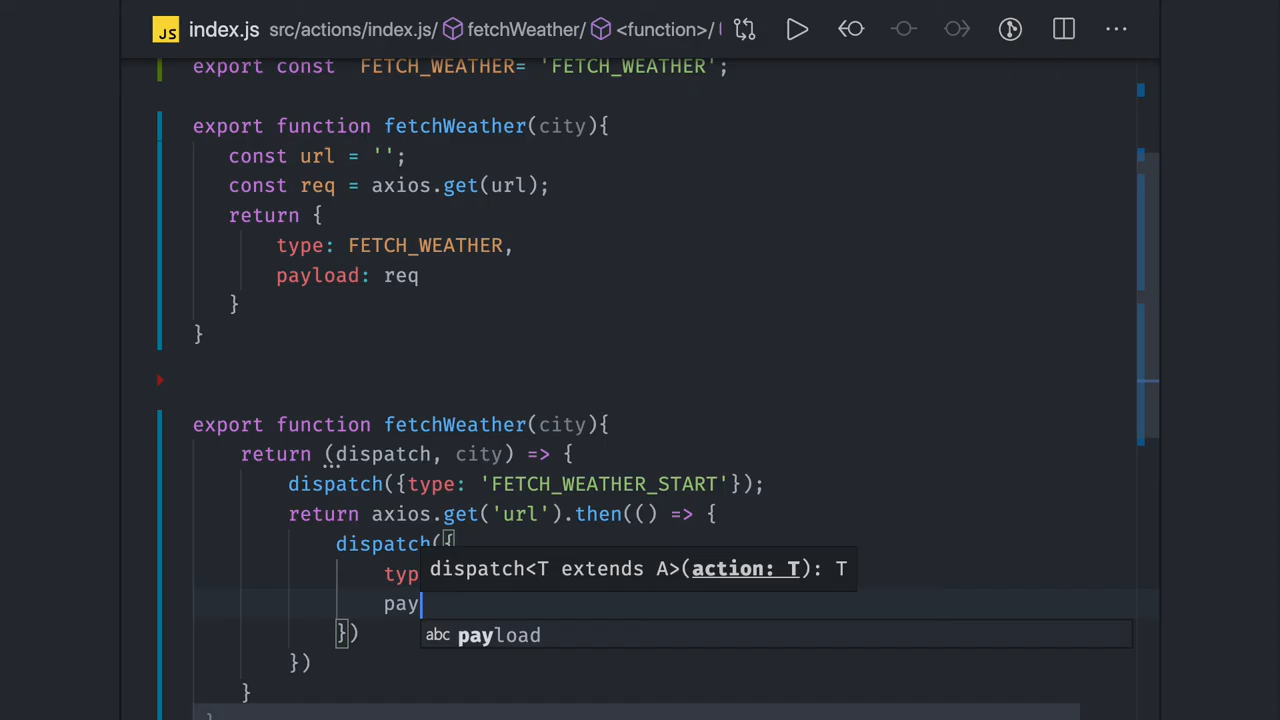 JS index.js src/actions/index.js/ fetchWeather/ <function>/
export const  FETCH_WEATHER= 'FETCH_WEATHER';
export function fetchWeather(city){
const url = '';
const req = axios.get(url);
return {
type: FETCH_WEATHER,
payload: req
}
}
export function fetchWeather(city){
return (dispatch, city) => {
dispatch({type: 'FETCH_WEATHER_START'});
return axios.get('url').then(() => {
dispatch({
typ
dispatch<T extends A>(action: T): T
pay
})
abc payload
})
}
}